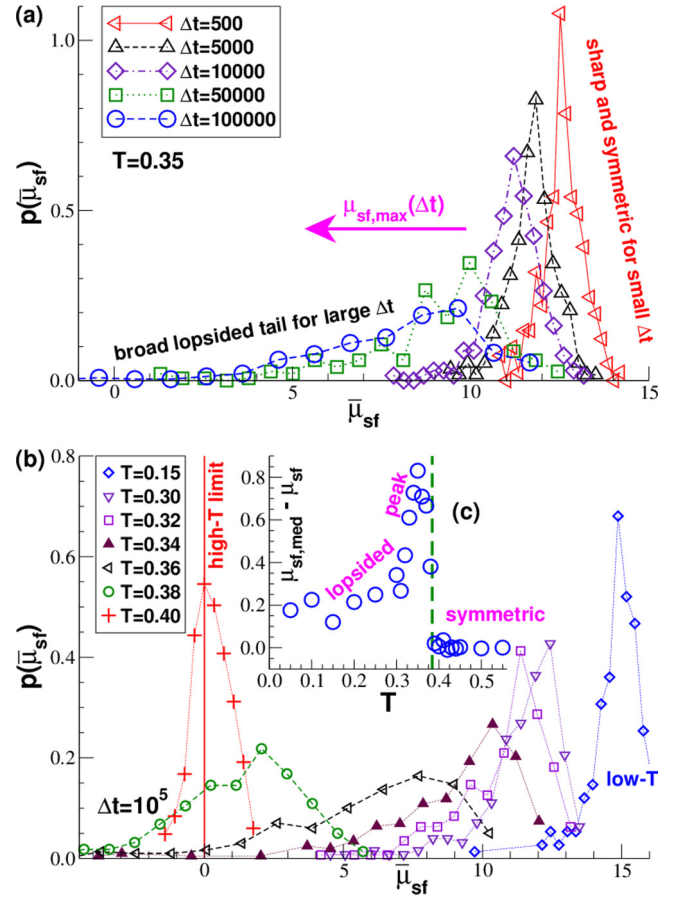 (a)
Δt=500
Δt=5000
Δt=10000
Δt=50000
Δt=100000
T=0.35
sharp and symmetric for small Δt
μsf,max(Δt)
broad lopsided tail for large Δt
p(μ̄sf)
1.0
0.5
0.0
0 5 10 15
μ̄sf
(b)
T=0.15
T=0.30
T=0.32
T=0.34
T=0.36
T=0.38
T=0.40
high-T limit
Δt=10⁵
low-T
p(μ̄sf)
0.8
0.6
0.4
0.2
0.0
0 5 10 15
μ̄sf
(c)
μsf,med - μsf
0.8
0.6
0.4
0.2
0.0
peak
lopsided
symmetric
0.0 0.1 0.2 0.3 0.4 0.5
T